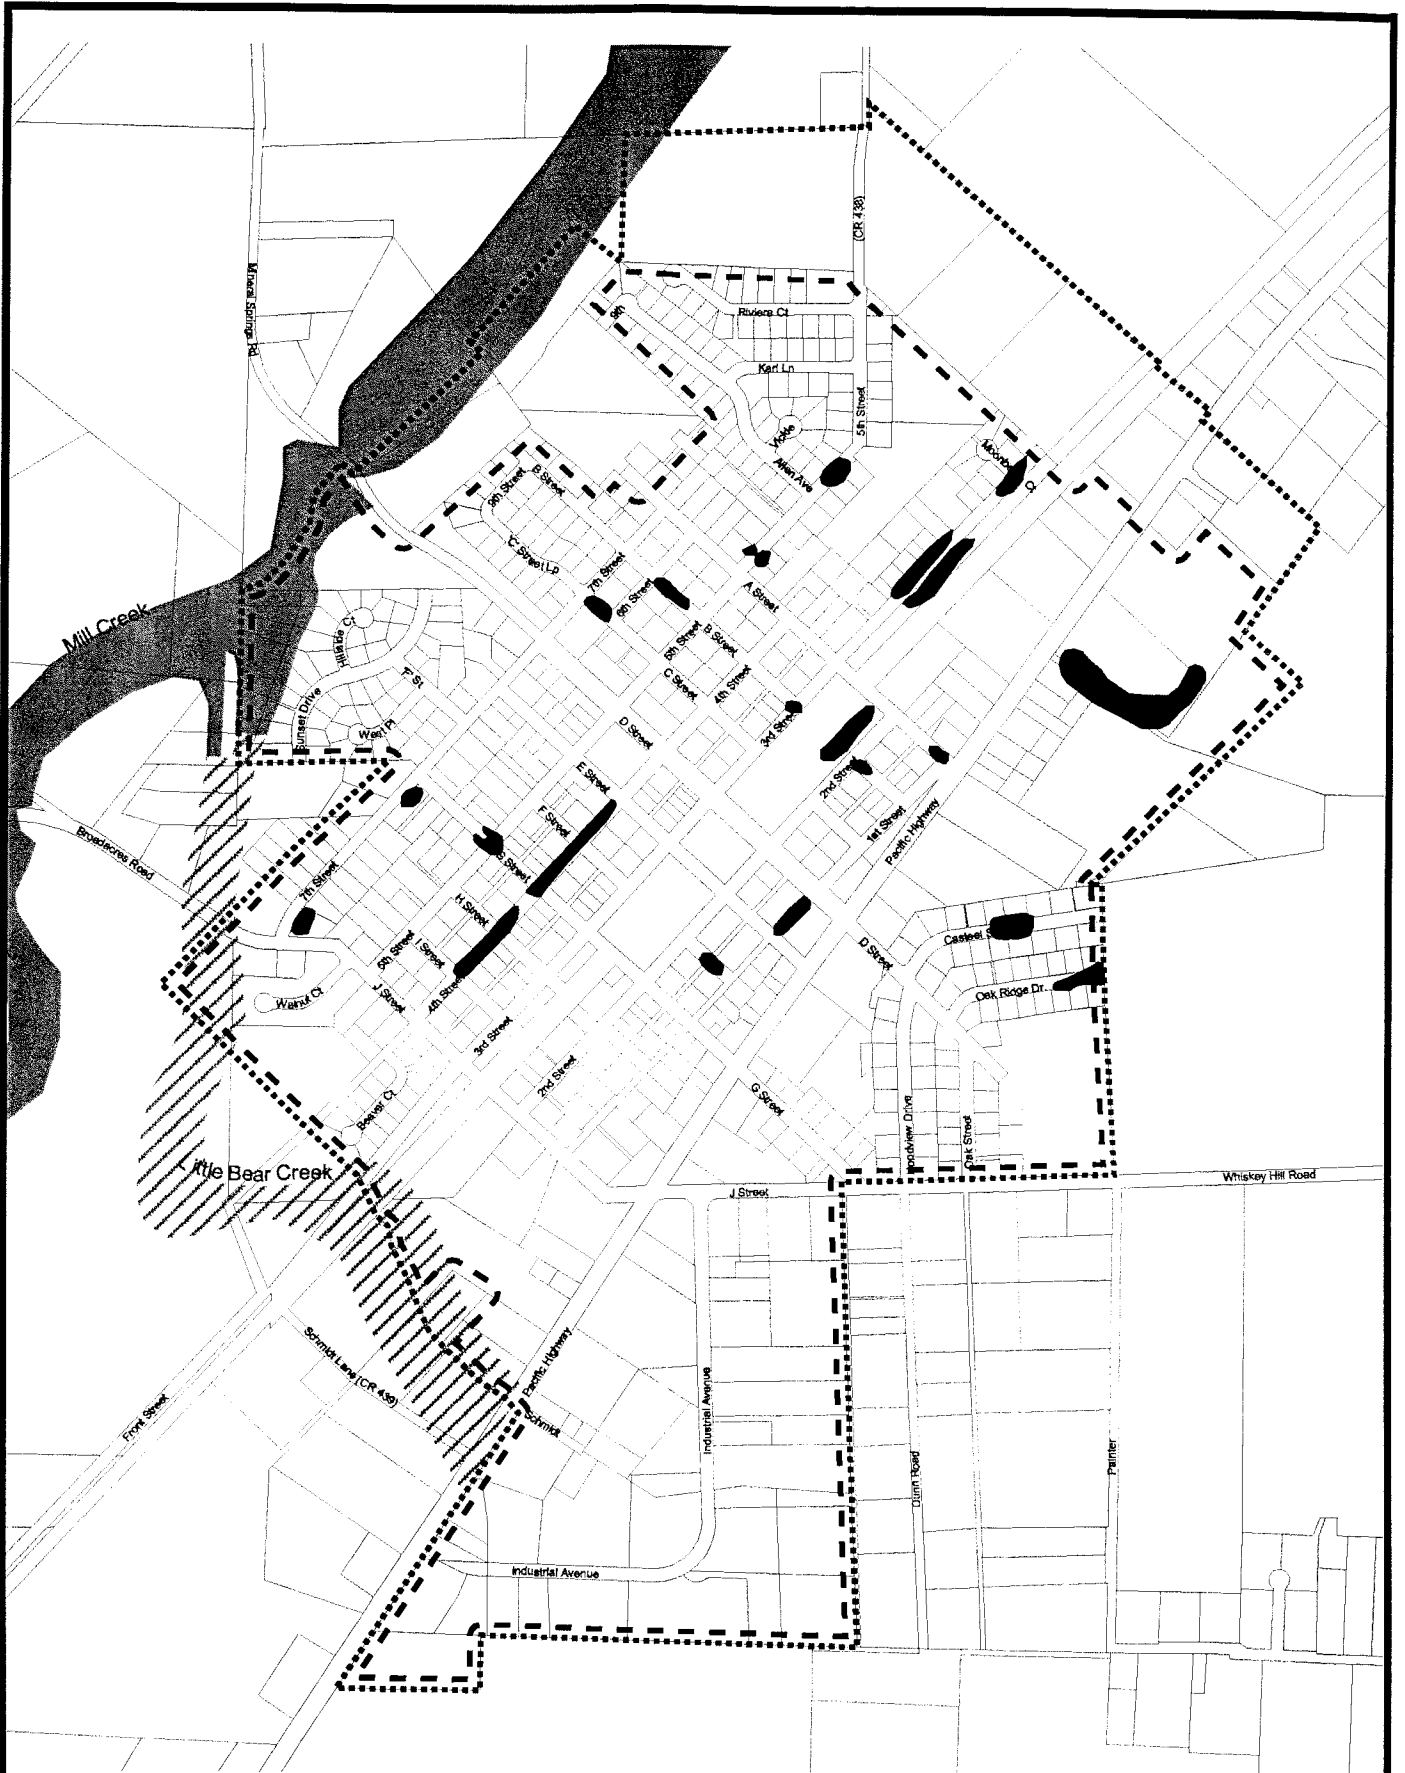 (CR 438)
Mineral Springs Rd
9th
Riviera Ct
Karl Ln
5th Street
Vickie
Allen Ave
9th Street
B Street
'C' Street Lp
7th Street
6th Street
A Street
Mill Creek
Hillside Ct
5th Street
B Street
C Street
4th Street
'F' St
Sunset Drive
West Pl
D Street
3rd Street
E Street
2nd Street
F Street
1st Street
Pacific Highway
Broadacres Road
7th Street
H Street
5th Street
I Street
D Street
Casteel
J Street
4th Street
Walnut Ct
Oak Ridge Dr.
3rd Street
2nd Street
Beaver Ct
G Street
Oak Street
Little Bear Creek
J Street
Whiskey Hill Road
Schmidt Lane (CR 439)
Pacific Highway
Front Street
Schmidt
Industrial Avenue
Dunn Road
Painter
Industrial Avenue